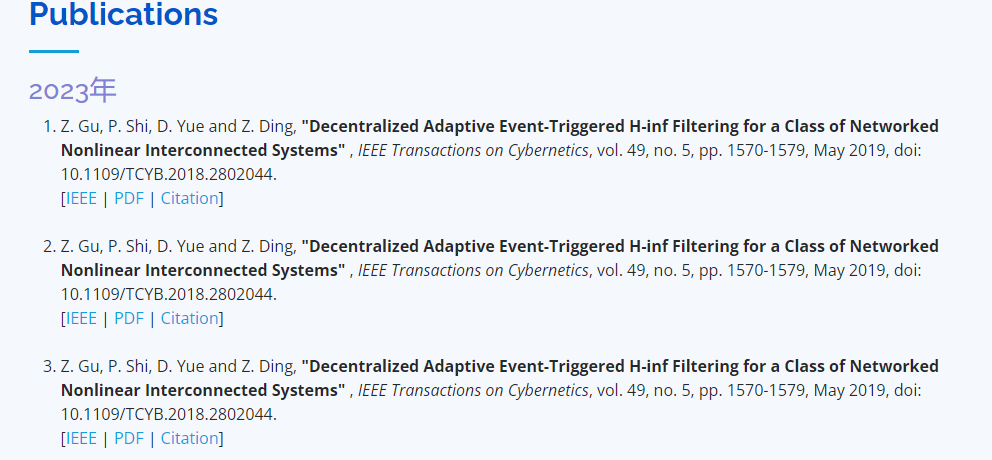 Publications
2023年
1. Z. Gu, P. Shi, D. Yue and Z. Ding, "Decentralized Adaptive Event-Triggered H-inf Filtering for a Class of Networked
Nonlinear Interconnected Systems" , IEEE Transactions on Cybernetics, vol. 49, no. 5, pp. 1570-1579, May 2019, doi:
10.1109/TCYB.2018.2802044.
[IEEE | PDF | Citation]
2. Z. Gu, P. Shi, D. Yue and Z. Ding, "Decentralized Adaptive Event-Triggered H-inf Filtering for a Class of Networked
Nonlinear Interconnected Systems" , IEEE Transactions on Cybernetics, vol. 49, no. 5, pp. 1570-1579, May 2019, doi:
10.1109/TCYB.2018.2802044.
[IEEE | PDF | Citation]
3. Z. Gu, P. Shi, D. Yue and Z. Ding, "Decentralized Adaptive Event-Triggered H-inf Filtering for a Class of Networked
Nonlinear Interconnected Systems" , IEEE Transactions on Cybernetics, vol. 49, no. 5, pp. 1570-1579, May 2019, doi:
10.1109/TCYB.2018.2802044.
[IEEE | PDF | Citation]